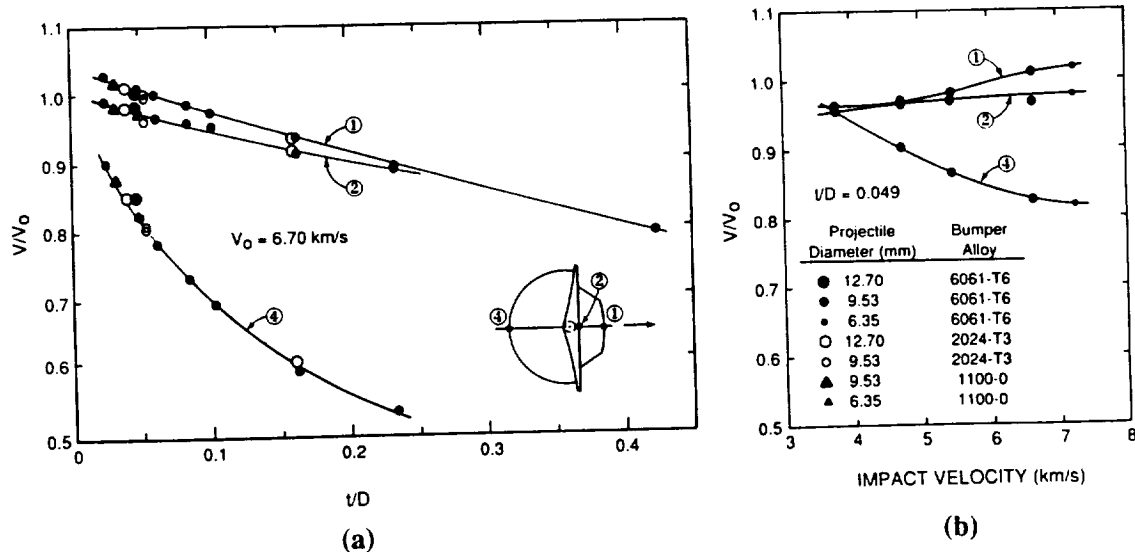 1.1
1.0
0.9
0.8
0.7
0.6
0.5
V/V₀
0
0.1
0.2
0.3
0.4
t/D
①
②
④
V₀ = 6.70 km/s
④
②
①
(a)
1.1
1.0
0.9
0.8
0.7
0.6
0.5
V/V₀
3
4
5
6
7
8
IMPACT VELOCITY (km/s)
①
②
④
t/D = 0.049
Projectile Bumper
Diameter (mm) Alloy
12.70 6061-T6
9.53 6061-T6
6.35 6061-T6
12.70 2024-T3
9.53 2024-T3
9.53 1100-0
6.35 1100-0
(b)